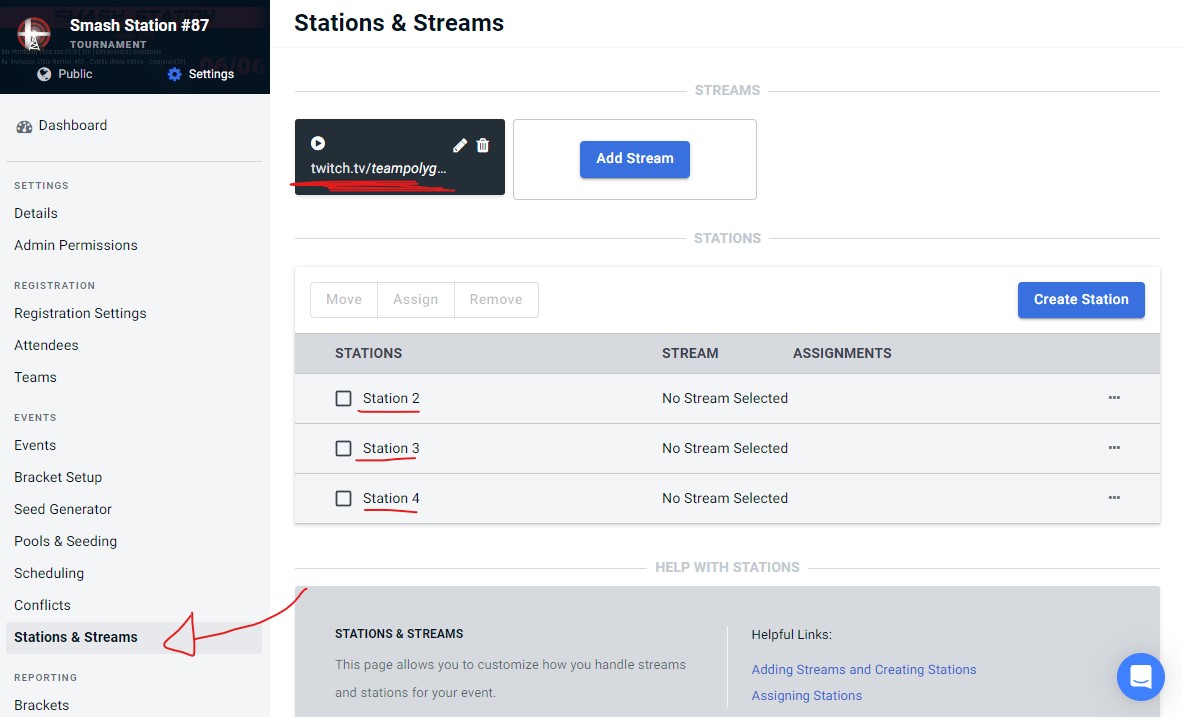 Smash Station #87
TOURNAMENT
Public
Settings
Dashboard
SETTINGS
Details
Admin Permissions
REGISTRATION
Registration Settings
Attendees
Teams
EVENTS
Events
Bracket Setup
Seed Generator
Pools & Seeding
Scheduling
Conflicts
Stations & Streams
REPORTING
Brackets
Stations & Streams
STREAMS
twitch.tv/teampolyg...
Add Stream
STATIONS
Move Assign Remove
Create Station
STATIONS STREAM ASSIGNMENTS
Station 2 No Stream Selected
Station 3 No Stream Selected
Station 4 No Stream Selected
HELP WITH STATIONS
STATIONS & STREAMS
This page allows you to customize how you handle streams
and stations for your event.
Helpful Links:
Adding Streams and Creating Stations
Assigning Stations